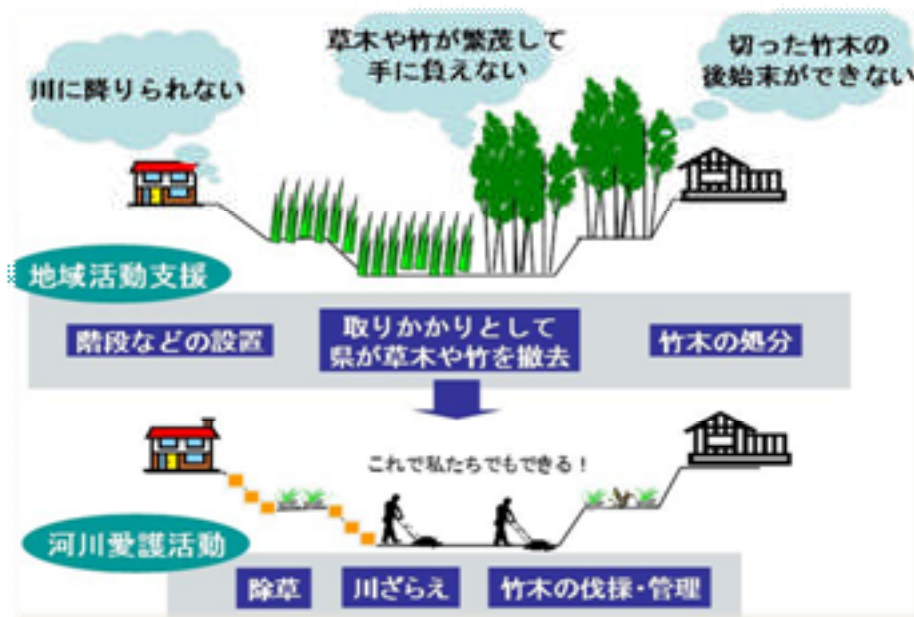 川に降りられない
草木や竹が繁茂して
手に負えない
切った竹木の
後始末ができない
地域活動支援
階段などの設置
取りかかりとして
県が草木や竹を撤去
竹木の処分
これで私たちでもできる!
河川愛護活動
除草
川ざらえ
竹木の伐採・管理